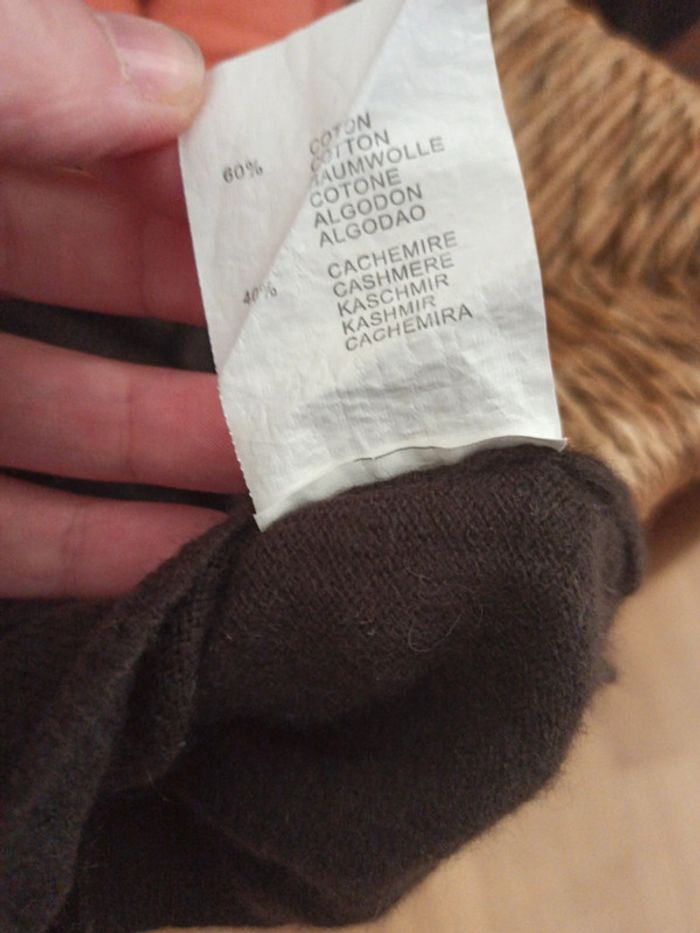 60% COTON
COTTON
BAUMWOLLE
COTONE
ALGODON
ALGODAO
40% CACHEMIRE
CASHMERE
KASCHMIR
KASHMIR
CACHEMIRA